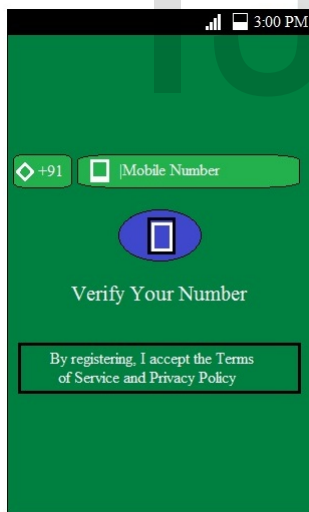 3:00 PM
+91
|Mobile Number
Verify Your Number
By registering, I accept the Terms
of Service and Privacy Policy